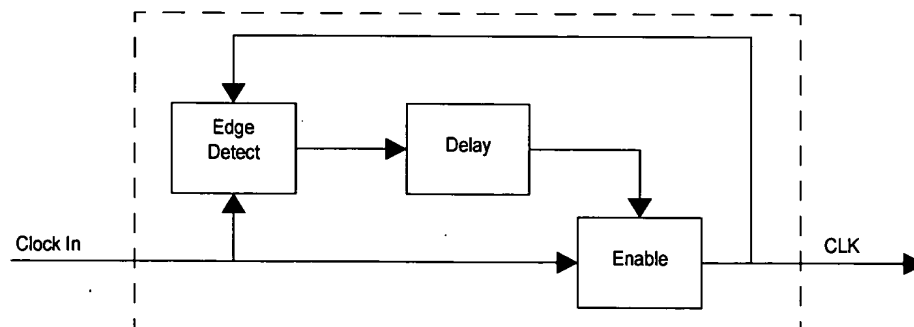 Edge
Detect
Delay
Clock In
Enable
CLK